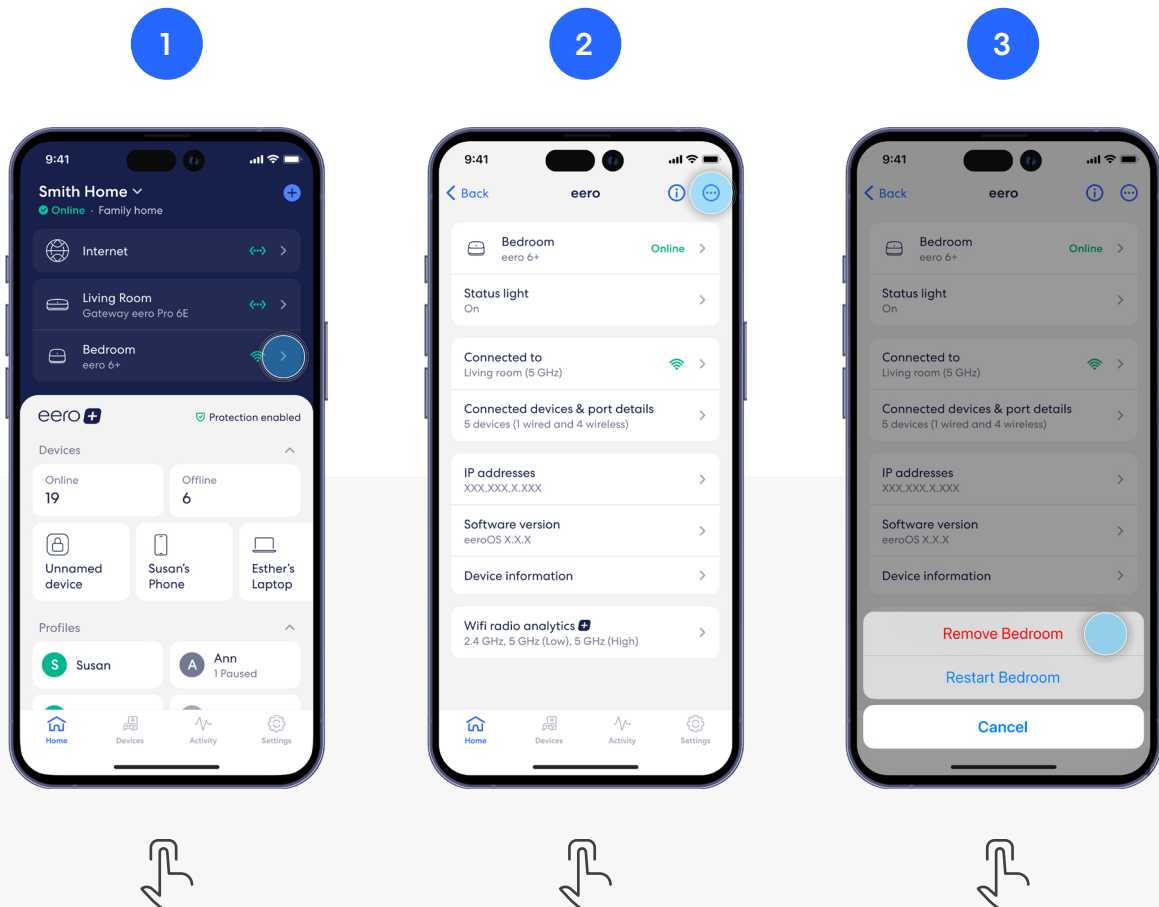 1
2
3
9:41
Smith Home
Online · Family home
Internet
Living Room
Gateway eero Pro 6E
Bedroom
eero 6+
eero
Protection enabled
Devices
Online
19
Offline
6
Unnamed
device
Susan's
Phone
Esther's
Laptop
Profiles
S Susan
A Ann
1 Paused
Home
Devices
Activity
Settings
9:41
Back
eero
Bedroom
eero 6+
Online
Status light
On
Connected to
Living room (5 GHz)
Connected devices & port details
5 devices (1 wired and 4 wireless)
IP addresses
XXX.XXX.X.XXX
Software version
eeroOS X.X.X
Device information
Wifi radio analytics
2.4 GHz, 5 GHz (Low), 5 GHz (High)
Home
Devices
Activity
Settings
9:41
Back
eero
Bedroom
eero 6+
Online
Status light
On
Connected to
Living room (5 GHz)
Connected devices & port details
5 devices (1 wired and 4 wireless)
IP addresses
XXX.XXX.X.XXX
Software version
eeroOS X.X.X
Device information
Remove Bedroom
Restart Bedroom
Cancel